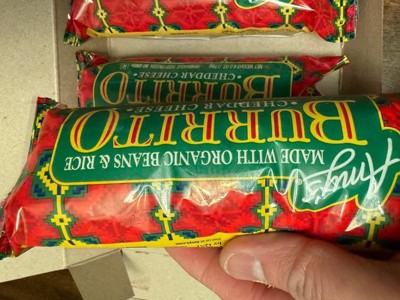 Amy's
MADE WITH ORGANIC BEANS & RICE
BURRITO
• CHEDDAR CHEESE •
BURRITO
• CHEDDAR CHEESE •